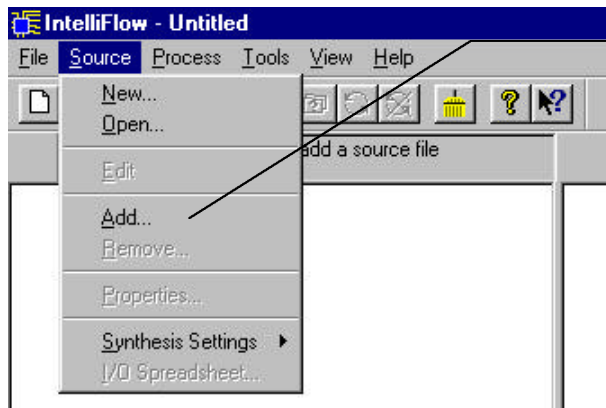 IntelliFlow - Untitled
File Source Process Tools View Help
New...
Open...
add a source file
Edit
Add...
Remove...
Properties...
Synthesis Settings
I/O Spreadsheet...